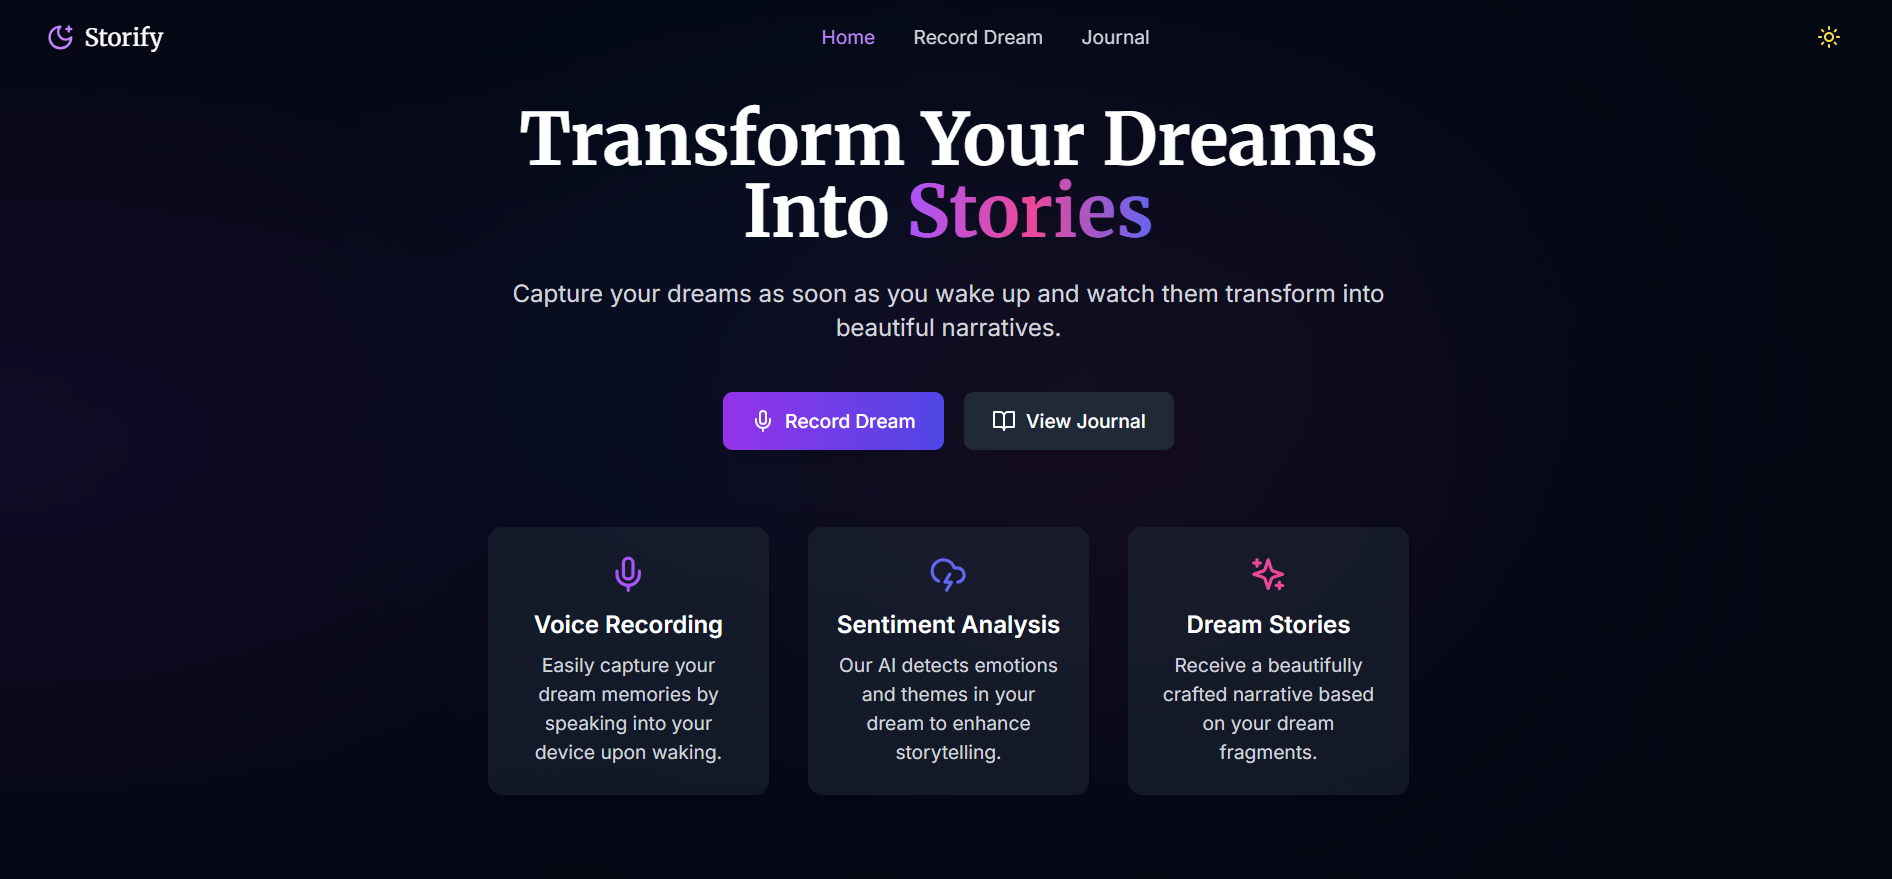 Storify
Home
Record Dream
Journal
Transform Your Dreams
Into Stories
Capture your dreams as soon as you wake up and watch them transform into
beautiful narratives.
Record Dream
View Journal
Voice Recording
Easily capture your
dream memories by
speaking into your
device upon waking.
Sentiment Analysis
Our AI detects emotions
and themes in your
dream to enhance
storytelling.
Dream Stories
Receive a beautifully
crafted narrative based
on your dream
fragments.